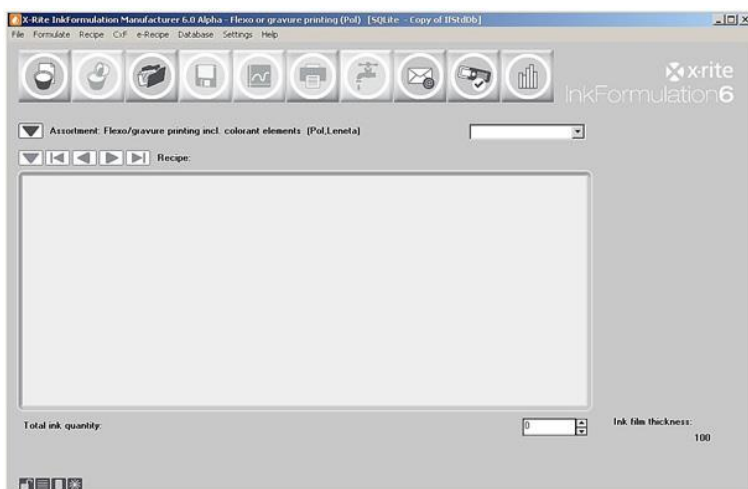 X-Rite InkFormulation Manufacturer 6.0 Alpha - Flexo or gravure printing (Pol) [SQLite - Copy of IFStdDb]
File Formulate Recipe CxF e-Recipe Database Settings Help
x·rite
InkFormulation6
Assortment: Flexo/gravure printing incl. colorant elements (Pol,Leneta)
Recipe:
Total ink quantity:
0
Ink film thickness:
100